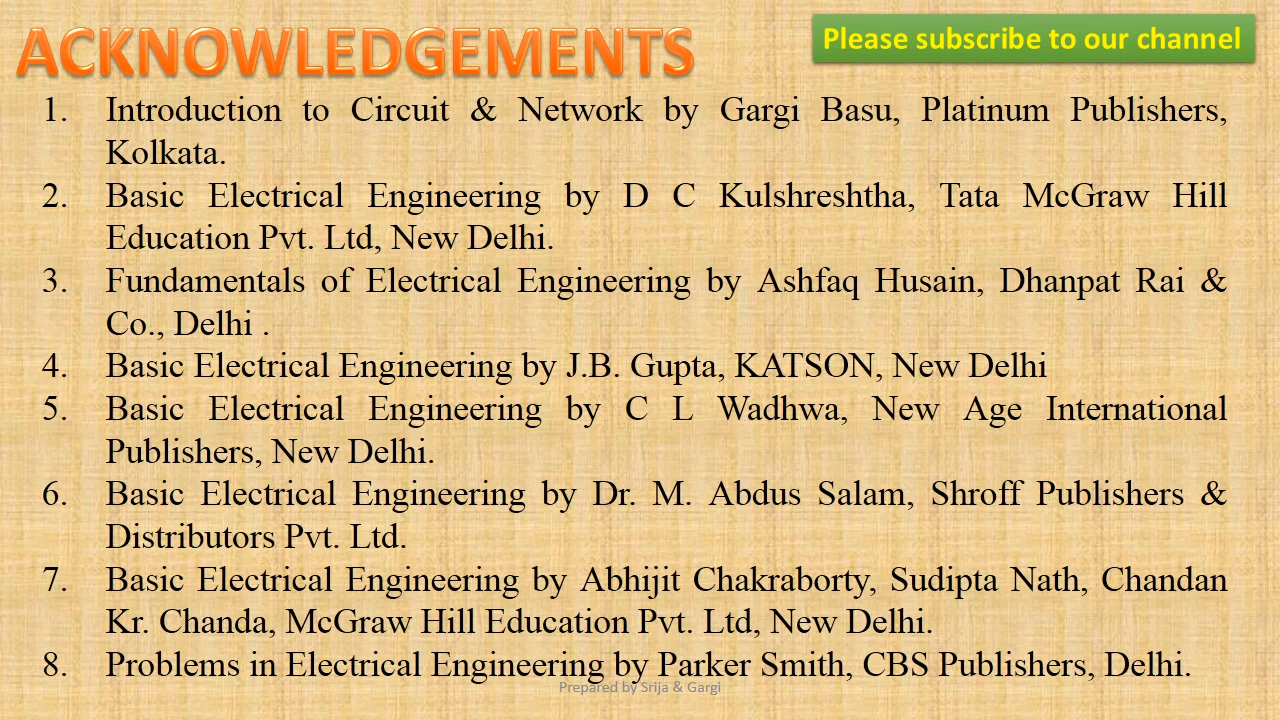 ACKNOWLEDGEMENTS
Please subscribe to our channel
1. Introduction to Circuit & Network by Gargi Basu, Platinum Publishers,
Kolkata.
2. Basic Electrical Engineering by D C Kulshreshtha, Tata McGraw Hill
Education Pvt. Ltd, New Delhi.
3. Fundamentals of Electrical Engineering by Ashfaq Husain, Dhanpat Rai &
Co., Delhi .
4. Basic Electrical Engineering by J.B. Gupta, KATSON, New Delhi
5. Basic Electrical Engineering by C L Wadhwa, New Age International
Publishers, New Delhi.
6. Basic Electrical Engineering by Dr. M. Abdus Salam, Shroff Publishers &
Distributors Pvt. Ltd.
7. Basic Electrical Engineering by Abhijit Chakraborty, Sudipta Nath, Chandan
Kr. Chanda, McGraw Hill Education Pvt. Ltd, New Delhi.
8. Problems in Electrical Engineering by Parker Smith, CBS Publishers, Delhi.
Prepared by Srija & Gargi